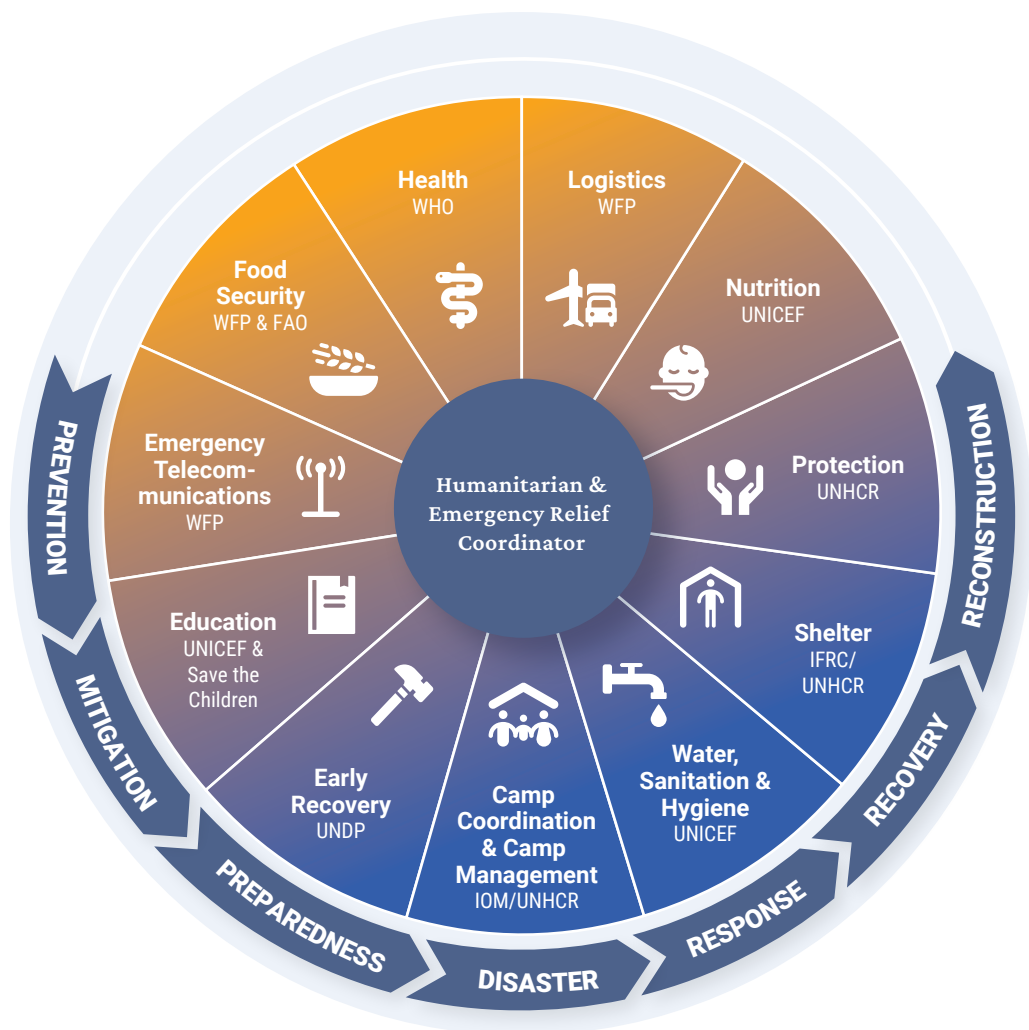 Health
WHO
Logistics
WFP
Nutrition
UNICEF
Protection
UNHCR
Shelter
IFRC/
UNHCR
Water,
Sanitation &
Hygiene
UNICEF
Camp
Coordination
& Camp
Management
IOM/UNHCR
Early
Recovery
UNDP
Education
UNICEF &
Save the
Children
Emergency
Telecom-
munications
WFP
Food
Security
WFP & FAO
Humanitarian &
Emergency Relief
Coordinator
PREVENTION
MITIGATION
PREPAREDNESS
DISASTER
RESPONSE
RECOVERY
RECONSTRUCTION